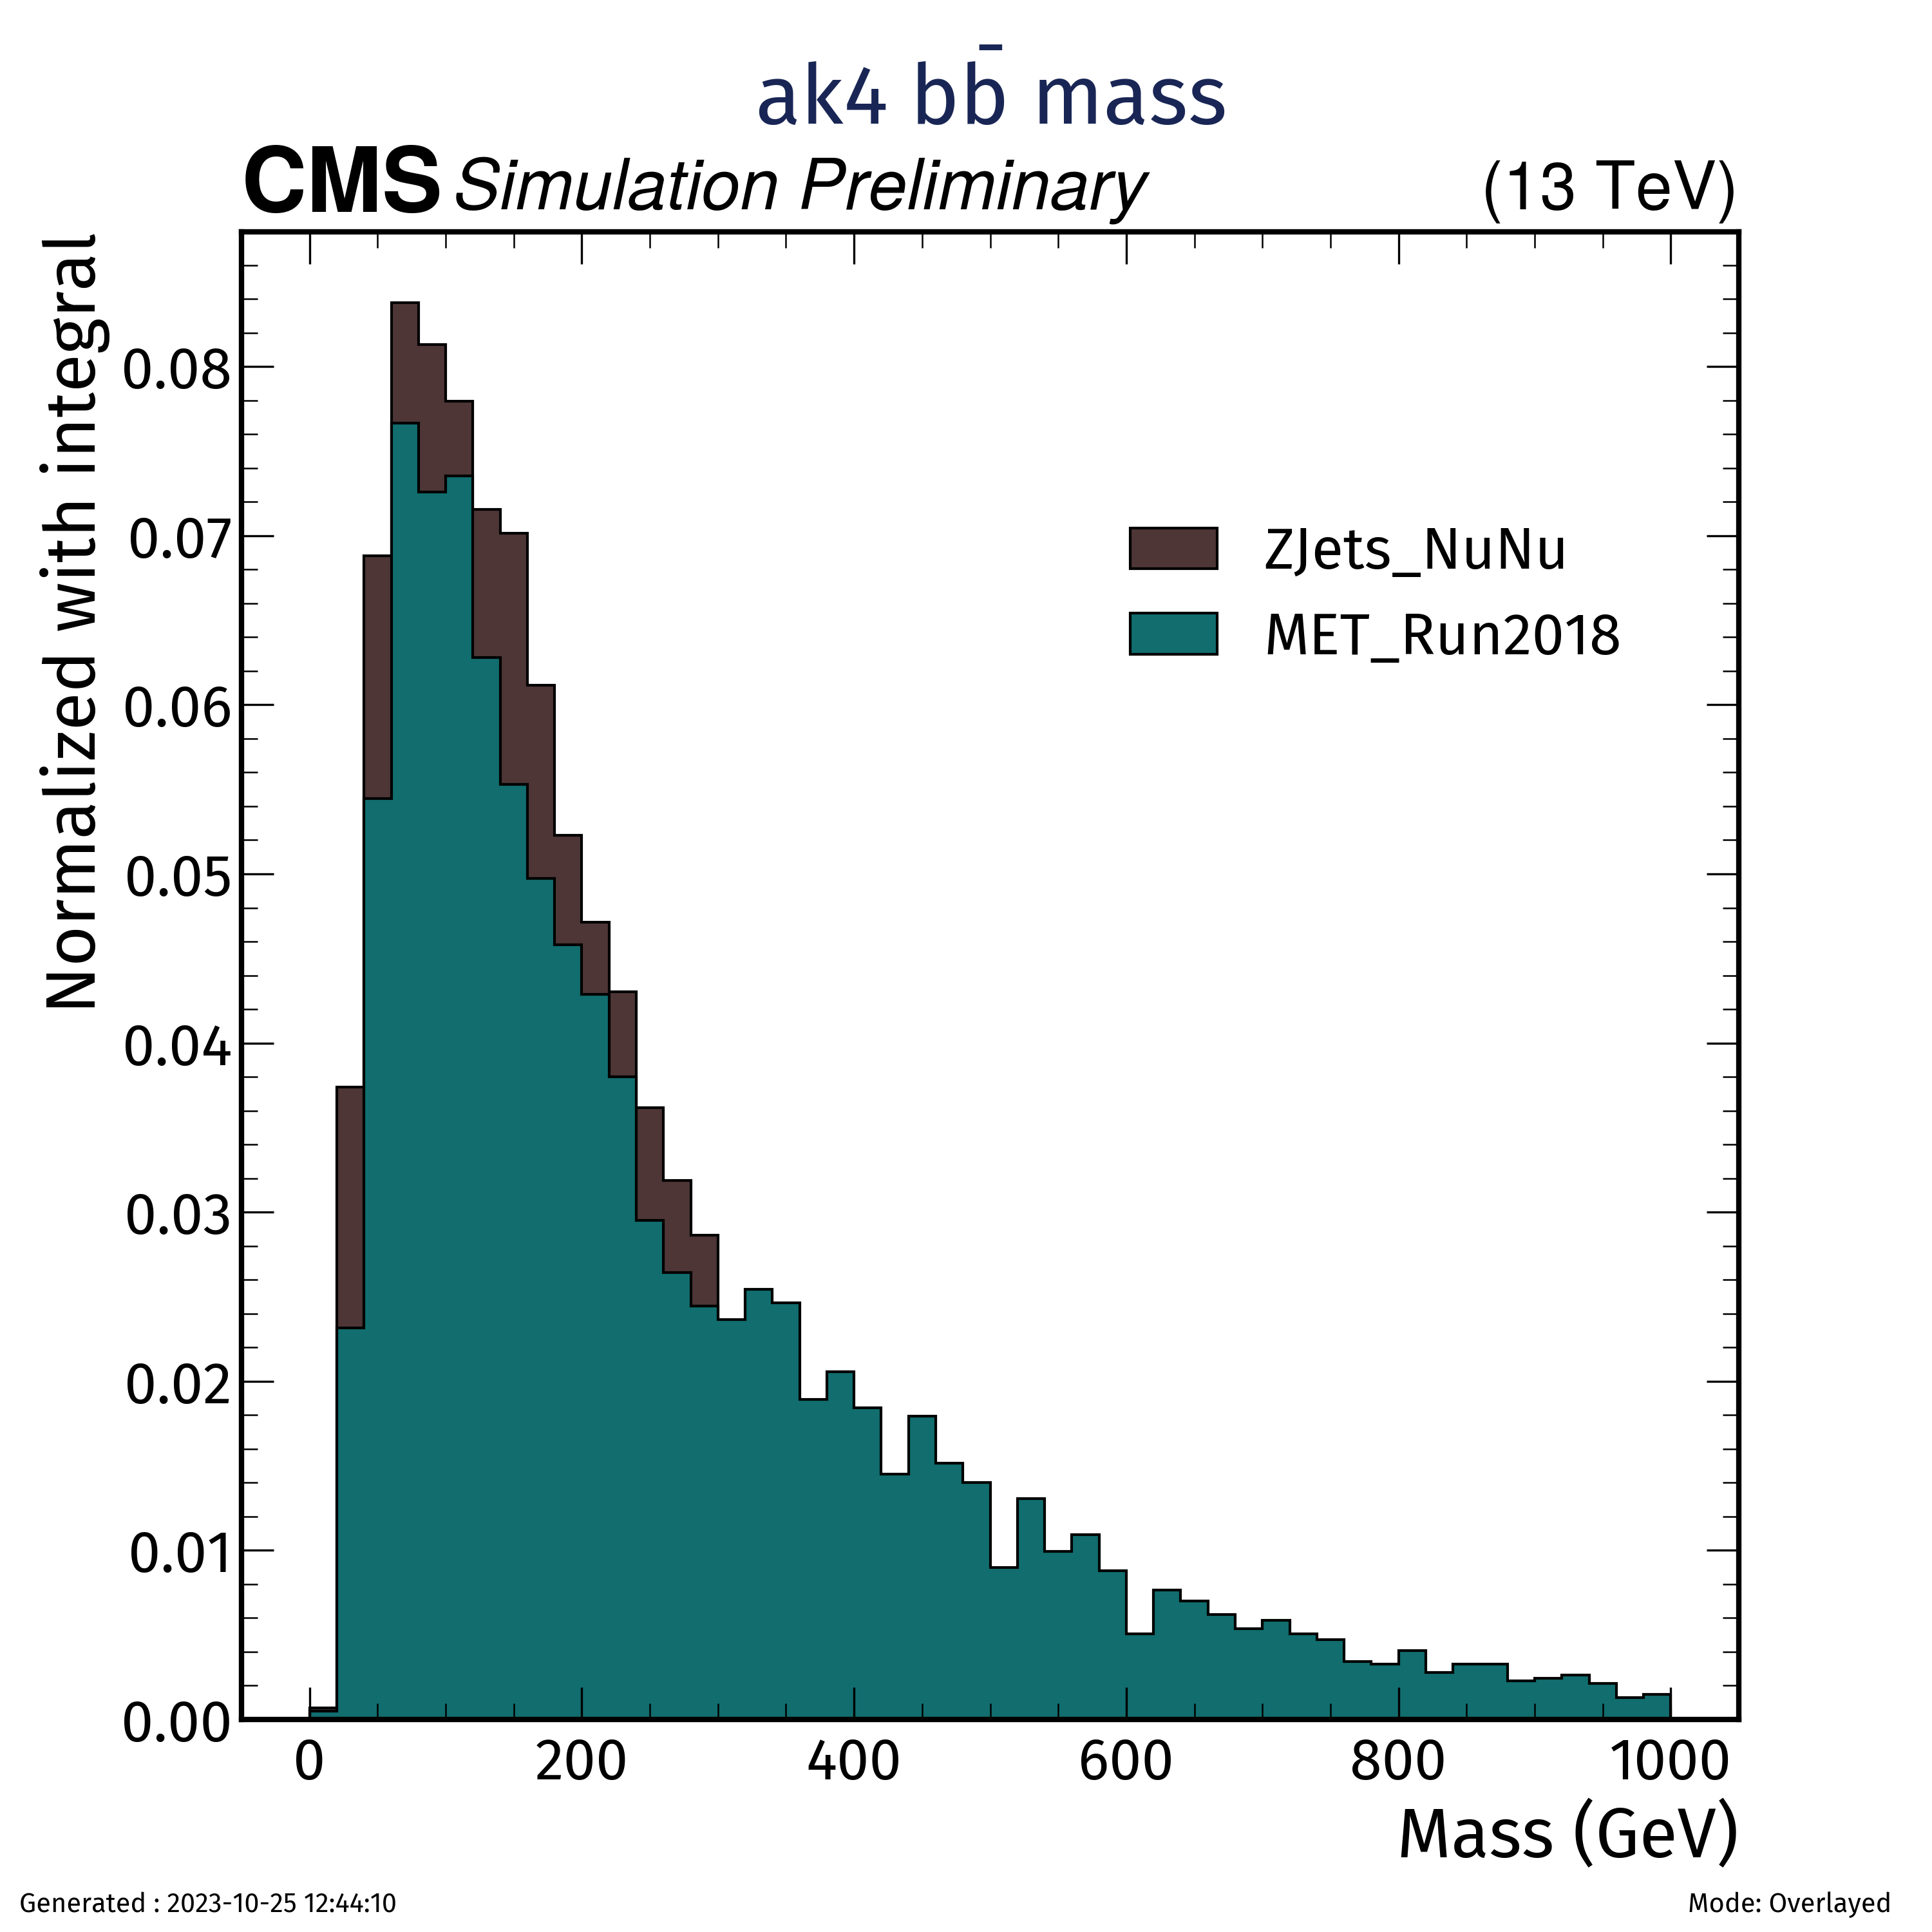 ak4 bb̄ mass
CMS Simulation Preliminary (13 TeV)
Normalized with integral
0.08
0.07
0.06
0.05
0.04
0.03
0.02
0.01
0.00
ZJets_NuNu
MET_Run2018
0 200 400 600 800 1000
Mass (GeV)
Generated : 2023-10-25 12:44:10 Mode: Overlayed